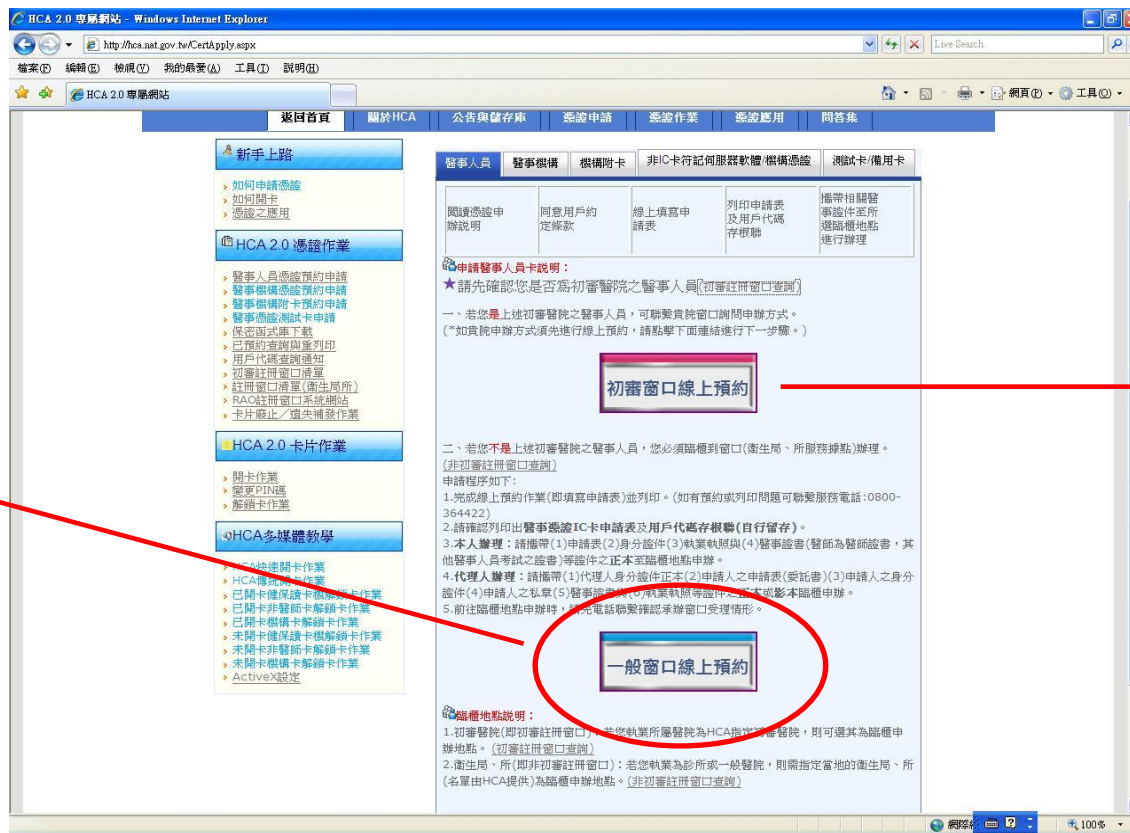 HCA 2.0 專屬網站 - Windows Internet Explorer
http://hca.nat.gov.tw/CertApply.aspx
Live Search
檔案(F) 編輯(E) 檢視(V) 我的最愛(A) 工具(T) 說明(H)
HCA 2.0 專屬網站
網頁(P) 工具(O)
返回首頁 關於HCA 公告與儲存庫 憑證申請 憑證作業 憑證應用 問答集
新手上路
如何申請憑證
如何開卡
憑證之應用
HCA 2.0 憑證作業
醫事人員憑證預約申請
醫事機構憑證預約申請
醫事機構附卡預約申請
醫事憑證測試卡申請
保密函式庫下載
已預約查詢與重列印
用戶代碼查詢通知
初審註冊窗口清單
註冊窗口清單(衛生局所)
RAO註冊窗口系統網站
卡片廢止／遺失補發作業
HCA 2.0 卡片作業
開卡作業
變更PIN碼
解鎖卡作業
HCA多媒體教學
HCA快速開卡作業
HCA傳統開卡作業
已開卡健保讀卡機解鎖卡作業
已開卡非醫師卡解鎖卡作業
已開卡機構卡解鎖卡作業
未開卡健保讀卡機解鎖卡作業
未開卡非醫師卡解鎖卡作業
未開卡機構卡解鎖卡作業
ActiveX設定
醫事人員 醫事機構 機構附卡 非IC卡符記伺服器軟體/機構憑證 測試卡/備用卡
閱讀憑證申
辦說明
同意用戶約
定條款
線上填寫申
請表
列印申請表
及用戶代碼
存根聯
攜帶相關醫
事證件至所
選臨櫃地點
進行辦理
申請醫事人員卡說明：
★請先確認您是否為初審醫院之醫事人員(初審註冊窗口查詢)
一、若您是上述初審醫院之醫事人員，可聯繫貴院窗口詢問申辦方式。
(*如貴院申辦方式須先進行線上預約，請點擊下面連結進行下一步驟。)
初審窗口線上預約
二、若您不是上述初審醫院之醫事人員，您必須臨櫃到窗口(衛生局、所服務據點)辦理。
(非初審註冊窗口查詢)
申請程序如下:
1.完成線上預約作業(即填寫申請表)並列印。(如有預約或列印問題可聯繫服務電話:0800-
364422)
2.請確認列印出醫事憑證IC卡申請表及用戶代碼存根聯(自行留存)。
3.本人辦理：請攜帶(1)申請表(2)身分證件(3)執業執照與(4)醫事證書(醫師為醫師證書，其
他醫事人員考試之證書)等證件之正本至臨櫃地點申辦。
4.代理人辦理：請攜帶(1)代理人身分證件正本(2)申請人之申請表(委託書)(3)申請人之身分
證件(4)申請人之私章(5)醫事證書與(6)執業執照等證件之正本或影本臨櫃申辦。
5.前往臨櫃地點申辦時，請先電話聯繫確認承辦窗口受理情形。
一般窗口線上預約
臨櫃地點說明：
1.初審醫院(即初審註冊窗口)：若您執業所屬醫院為HCA指定初審醫院，則可選其為臨櫃申
辦地點。(初審註冊窗口查詢)
2.衛生局、所(即非初審註冊窗口)：若您執業為診所或一般醫院，則需指定當地的衛生局、所
(名單由HCA提供)為臨櫃申辦地點。(非初審註冊窗口查詢)
100%